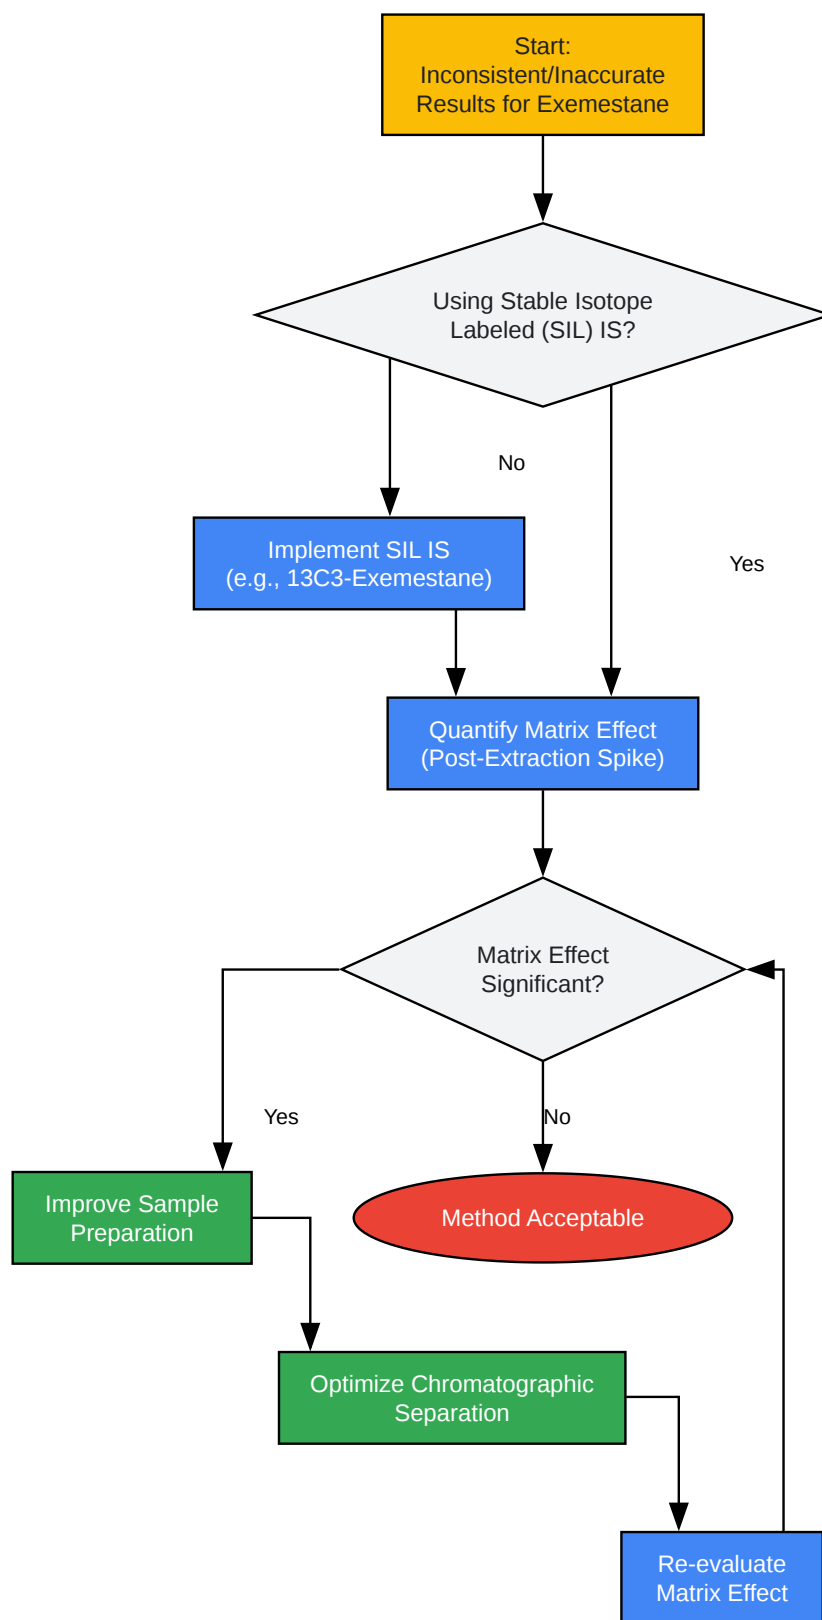 Start:
Inconsistent/Inaccurate
Results for Exemestane
Using Stable Isotope
Labeled (SIL) IS?
No
Implement SIL IS
(e.g., 13C3-Exemestane)
Yes
Quantify Matrix Effect
(Post-Extraction Spike)
Matrix Effect
Significant?
Yes
No
Improve Sample
Preparation
Method Acceptable
Optimize Chromatographic
Separation
Re-evaluate
Matrix Effect